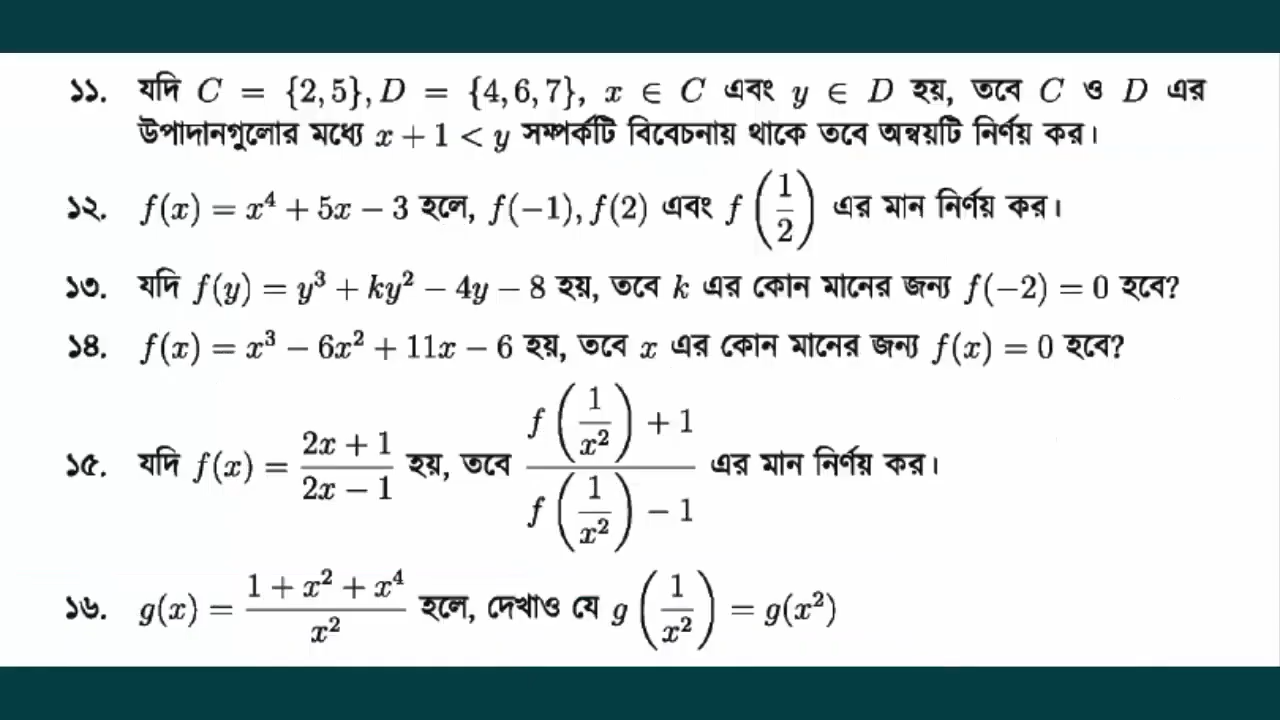 ১১. যদি C = {2, 5}, D = {4, 6, 7}, x ∈ C এবং y ∈ D হয়, তবে C ও D এর
উপাদানগুলোর মধ্যে x + 1 < y সম্পর্কটি বিবেচনায় থাকে তবে অন্বয়টি নির্ণয় কর।
১২. f(x) = x⁴ + 5x − 3 হলে, f(−1), f(2) এবং f(1/2) এর মান নির্ণয় কর।
১৩. যদি f(y) = y³ + ky² − 4y − 8 হয়, তবে k এর কোন মানের জন্য f(−2) = 0 হবে?
১৪. f(x) = x³ − 6x² + 11x − 6 হয়, তবে x এর কোন মানের জন্য f(x) = 0 হবে?
১৫. যদি f(x) = (2x + 1)/(2x − 1) হয়, তবে (f(1/x²) + 1)/(f(1/x²) − 1) এর মান নির্ণয় কর।
১৬. g(x) = (1 + x² + x⁴)/x² হলে, দেখাও যে g(1/x²) = g(x²)